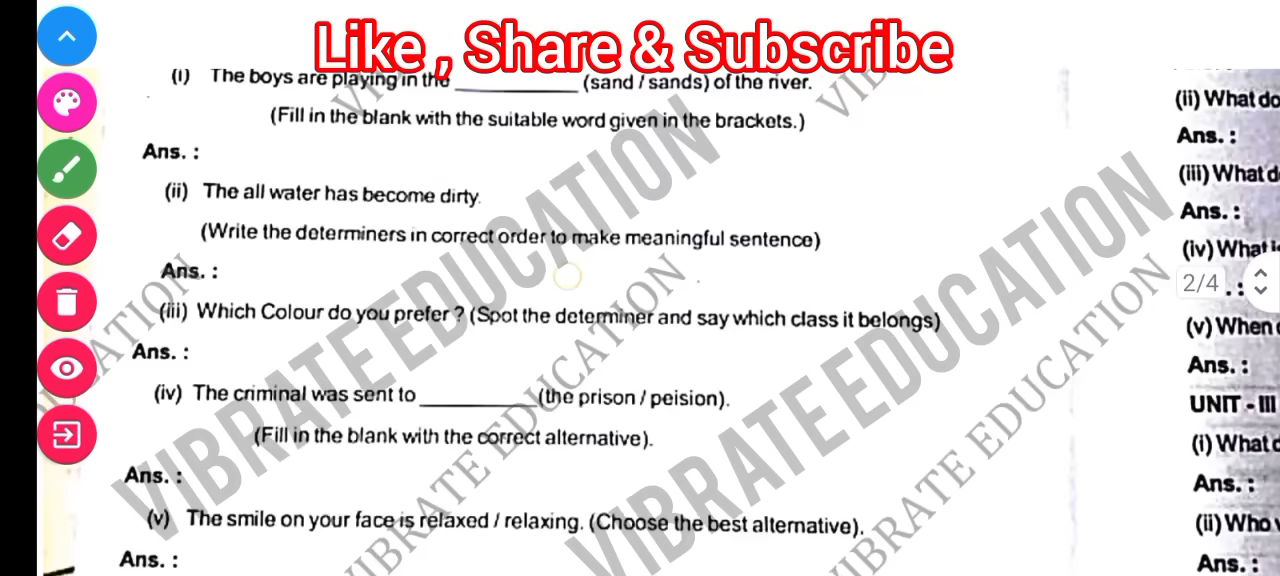 Like , Share & Subscribe
(i) The boys are playing in the __________ (sand / sands) of the river.
(Fill in the blank with the suitable word given in the brackets.)
Ans. :
(ii) The all water has become dirty.
(Write the determiners in correct order to make meaningful sentence)
Ans. :
(iii) Which Colour do you prefer ? (Spot the determiner and say which class it belongs)
Ans. :
(iv) The criminal was sent to __________ (the prison / peision).
(Fill in the blank with the correct alternative).
Ans. :
(v) The smile on your face is relaxed / relaxing. (Choose the best alternative).
Ans. :
(ii) What do
Ans. :
(iii) What d
Ans. :
(iv) What i
2/4 . :
(v) When
Ans. :
UNIT - III
(i) What
Ans. :
(ii) Who
Ans. :
VIBRATE EDUCATION
VIBRATE EDUCATION
VIBRATE EDUCATION
VIBRATE EDUCATION